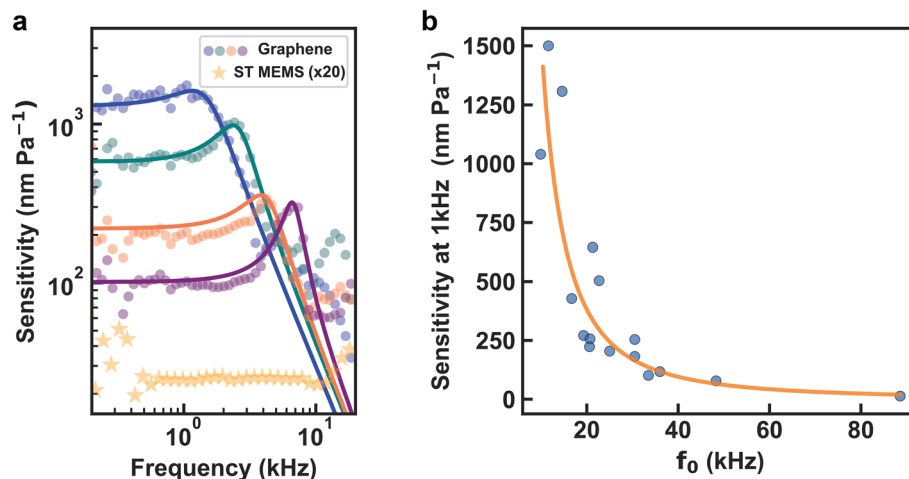 a
Graphene
ST MEMS (x20)
Sensitivity (nm Pa⁻¹)
10³
10²
10⁰
10¹
Frequency (kHz)
b
Sensitivity at 1kHz (nm Pa⁻¹)
1500
1250
1000
750
500
250
0
20
40
60
80
f₀ (kHz)